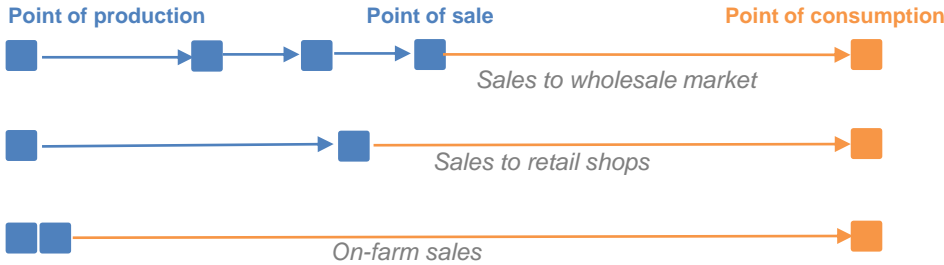 Point of production
Point of sale
Point of consumption
Sales to wholesale market
Sales to retail shops
On-farm sales